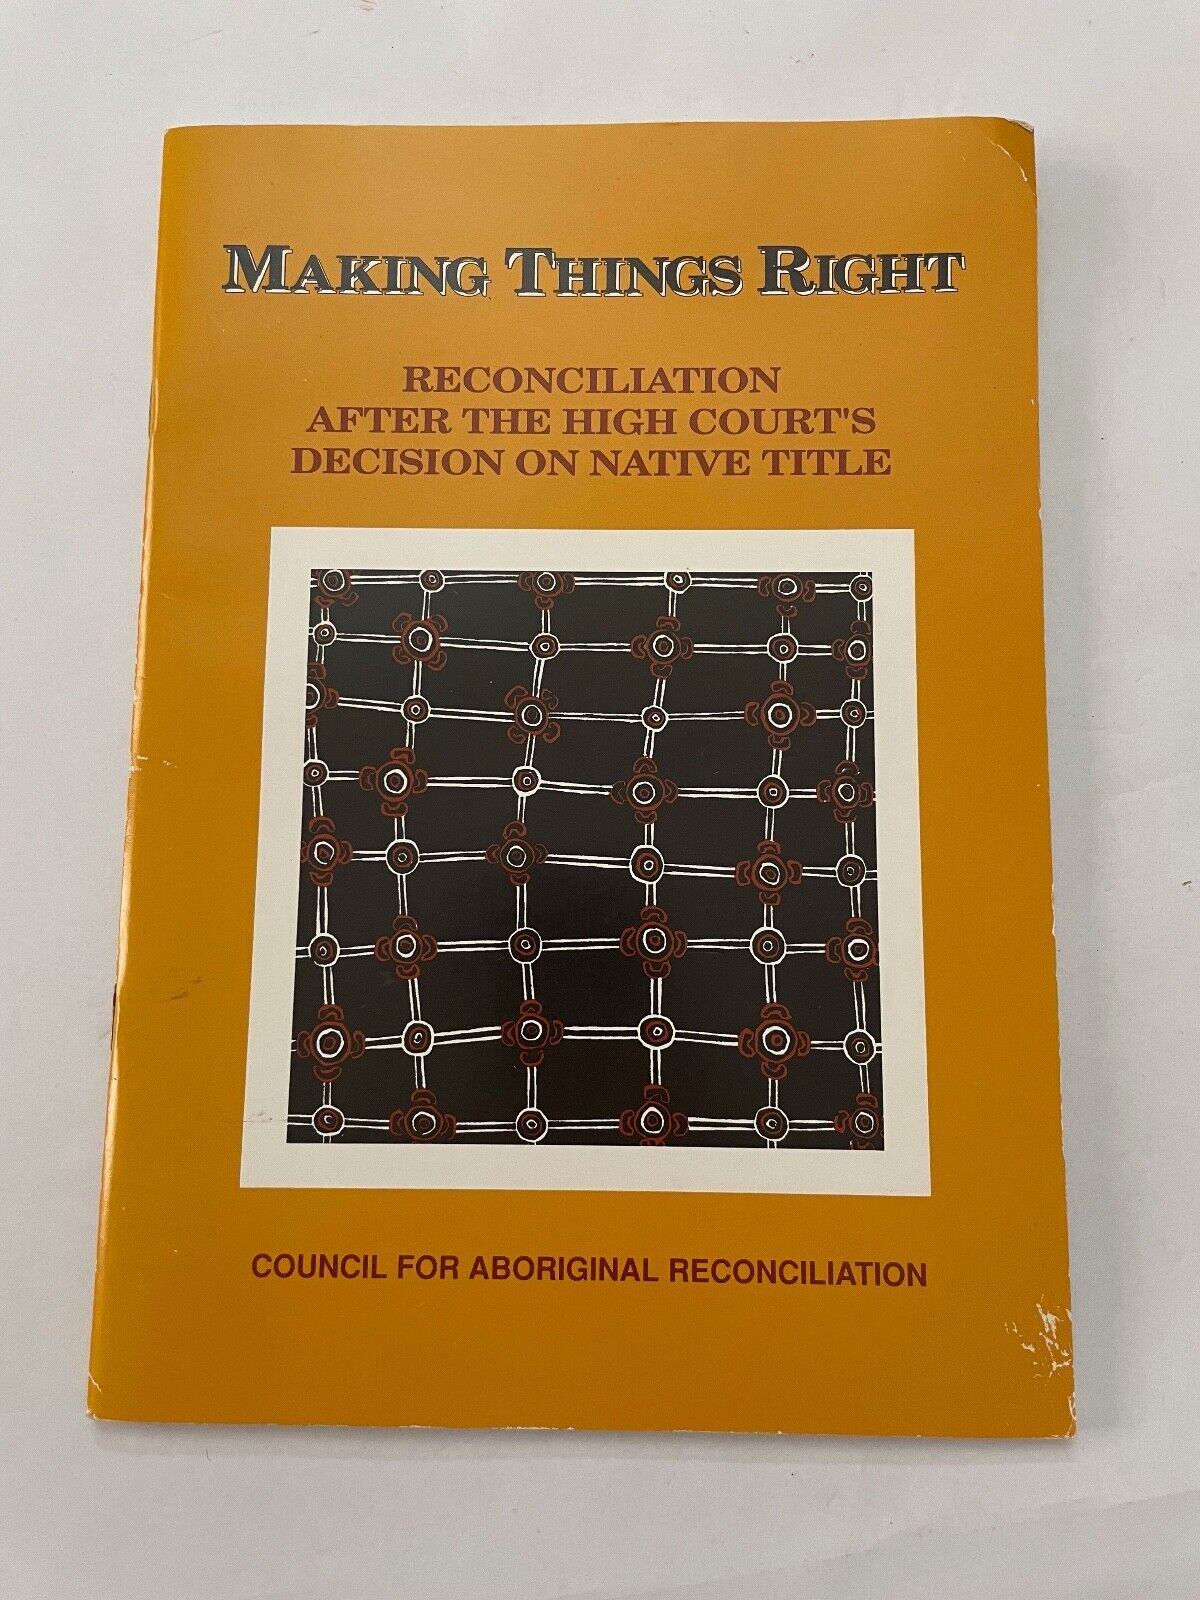 MAKING THINGS RIGHT
RECONCILIATION
AFTER THE HIGH COURT'S
DECISION ON NATIVE TITLE
COUNCIL FOR ABORIGINAL RECONCILIATION